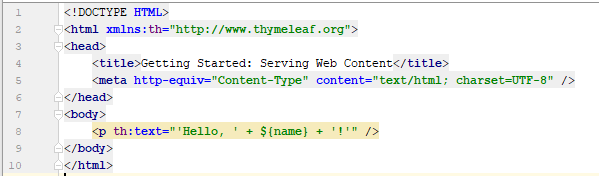 1 <!DOCTYPE HTML>
2 <html xmlns:th="http://www.thymeleaf.org">
3 <head>
4 <title>Getting Started: Serving Web Content</title>
5 <meta http-equiv="Content-Type" content="text/html; charset=UTF-8" />
6 </head>
7 <body>
8 <p th:text="'Hello, ' + ${name} + '!'" />
9 </body>
10 </html>